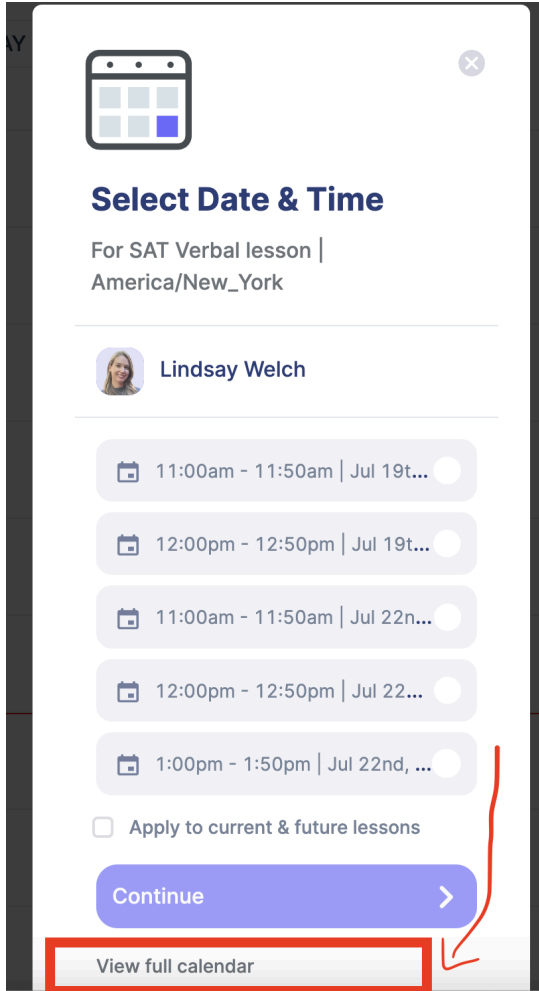 AY
Select Date & Time
For SAT Verbal lesson |
America/New_York
Lindsay Welch
11:00am - 11:50am | Jul 19t...
12:00pm - 12:50pm | Jul 19t...
11:00am - 11:50am | Jul 22n...
12:00pm - 12:50pm | Jul 22...
1:00pm - 1:50pm | Jul 22nd, ...
Apply to current & future lessons
Continue
View full calendar